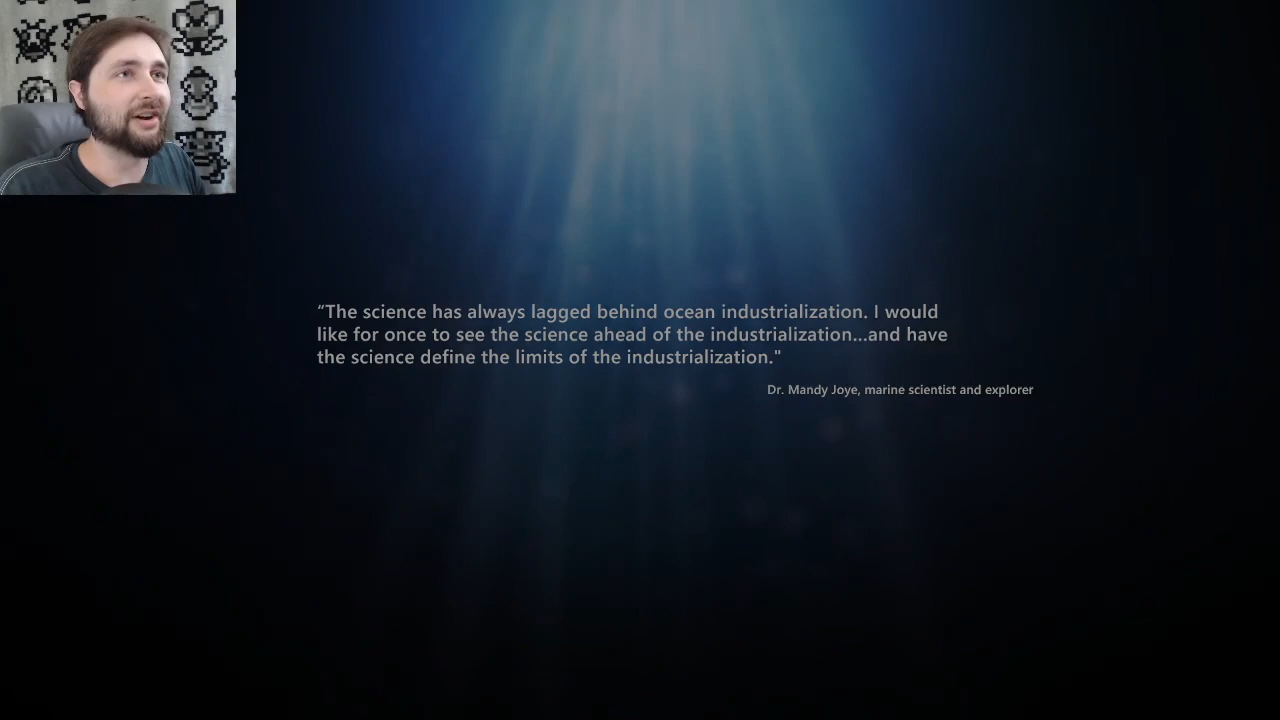 “The science has always lagged behind ocean industrialization. I would
like for once to see the science ahead of the industrialization...and have
the science define the limits of the industrialization."
Dr. Mandy Joye, marine scientist and explorer